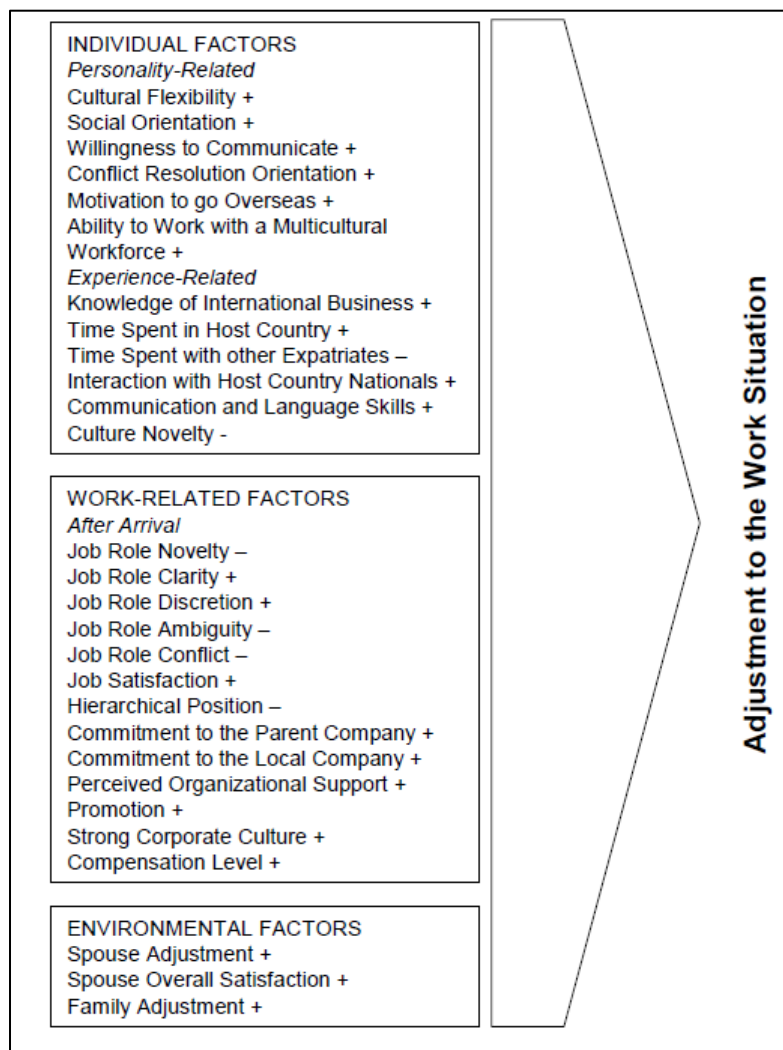 INDIVIDUAL FACTORS
Personality-Related
Cultural Flexibility +
Social Orientation +
Willingness to Communicate +
Conflict Resolution Orientation +
Motivation to go Overseas +
Ability to Work with a Multicultural
Workforce +
Experience-Related
Knowledge of International Business +
Time Spent in Host Country +
Time Spent with other Expatriates –
Interaction with Host Country Nationals +
Communication and Language Skills +
Culture Novelty -
WORK-RELATED FACTORS
After Arrival
Job Role Novelty –
Job Role Clarity +
Job Role Discretion +
Job Role Ambiguity –
Job Role Conflict –
Job Satisfaction +
Hierarchical Position –
Commitment to the Parent Company +
Commitment to the Local Company +
Perceived Organizational Support +
Promotion +
Strong Corporate Culture +
Compensation Level +
ENVIRONMENTAL FACTORS
Spouse Adjustment +
Spouse Overall Satisfaction +
Family Adjustment +
Adjustment to the Work Situation